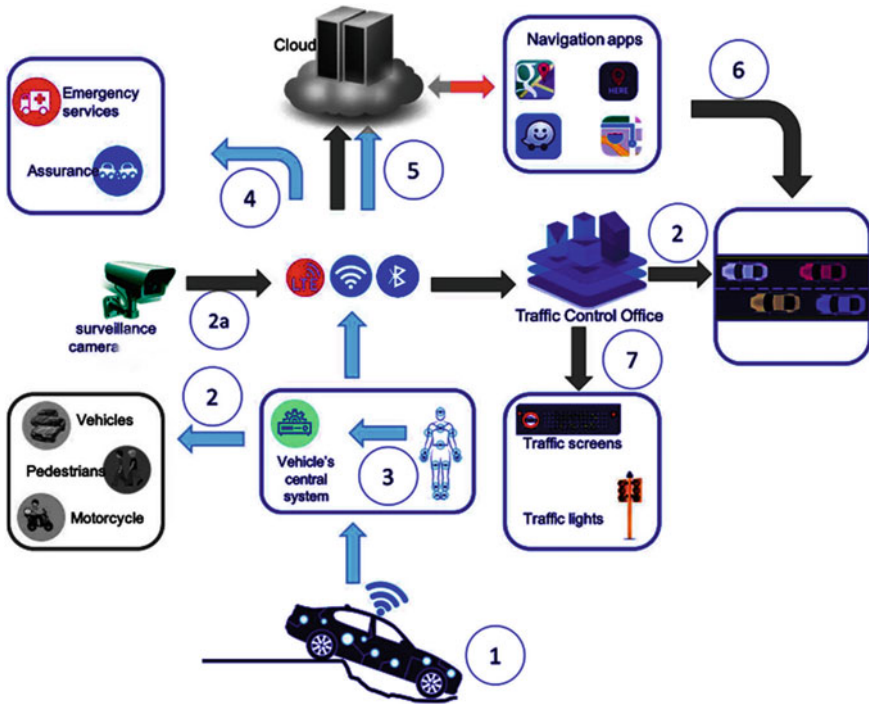 Cloud
Navigation apps
HERE
6
Emergency
services
Assurance
4
5
2
LTE
2a
surveillance
camera
Traffic Control Office
7
2
Vehicles
Pedestrians
Motorcycle
Vehicle's
central
system
3
Traffic screens
Traffic lights
1